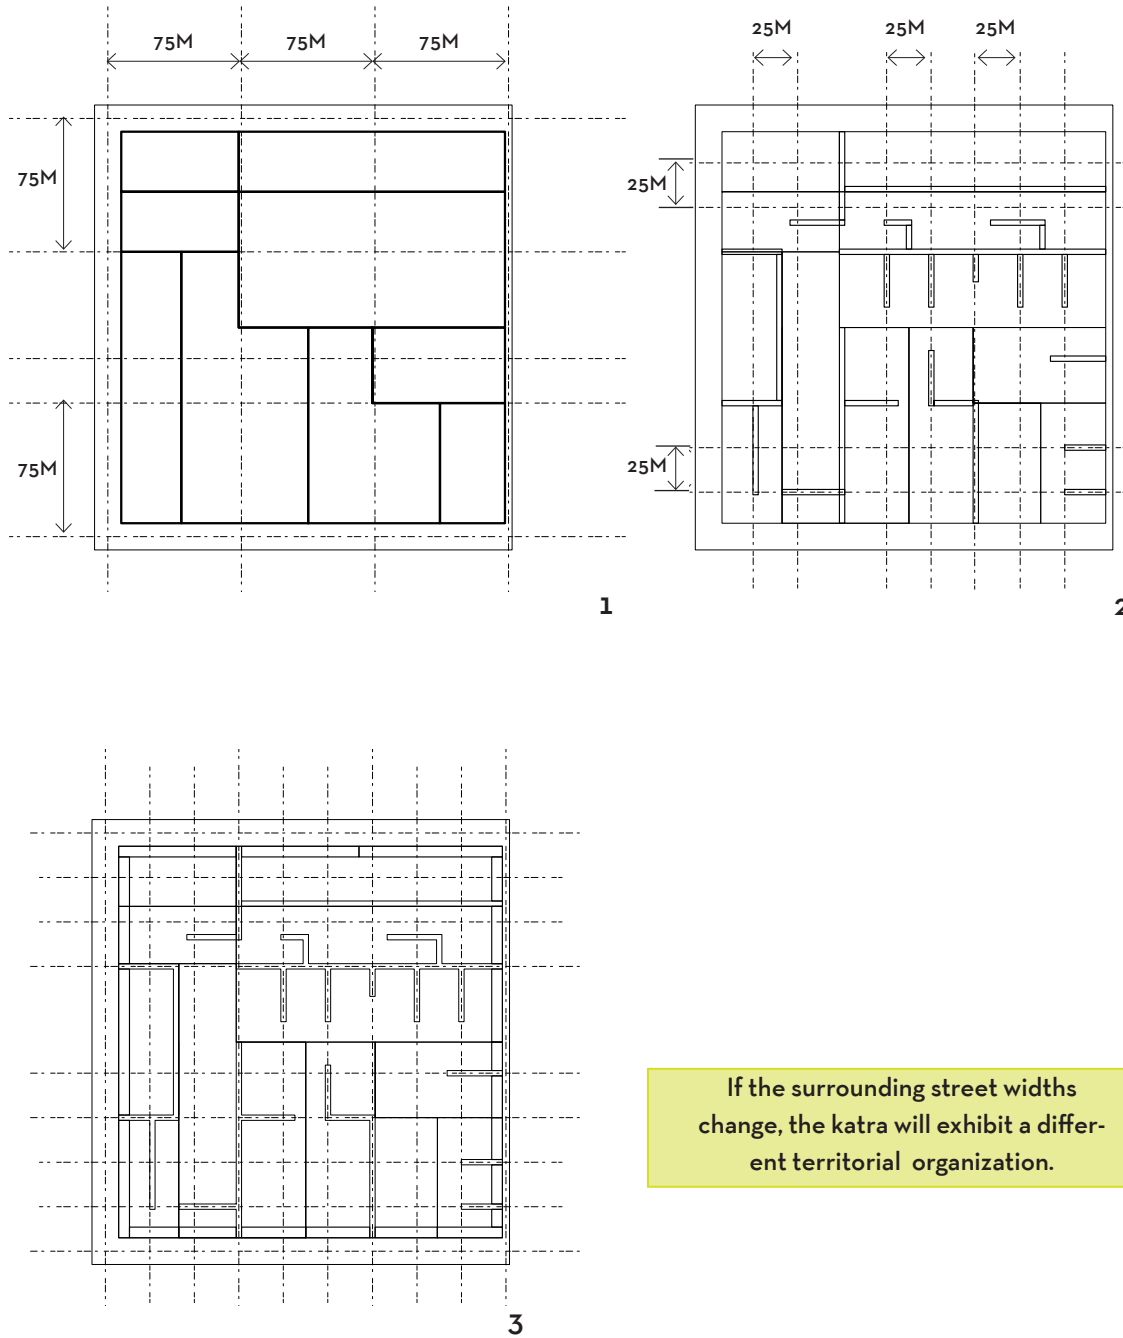 75M 75M 75M
75M
75M
1
25M 25M 25M
25M
25M
2
3
If the surrounding street widths
change, the katra will exhibit a differ-
ent territorial organization.